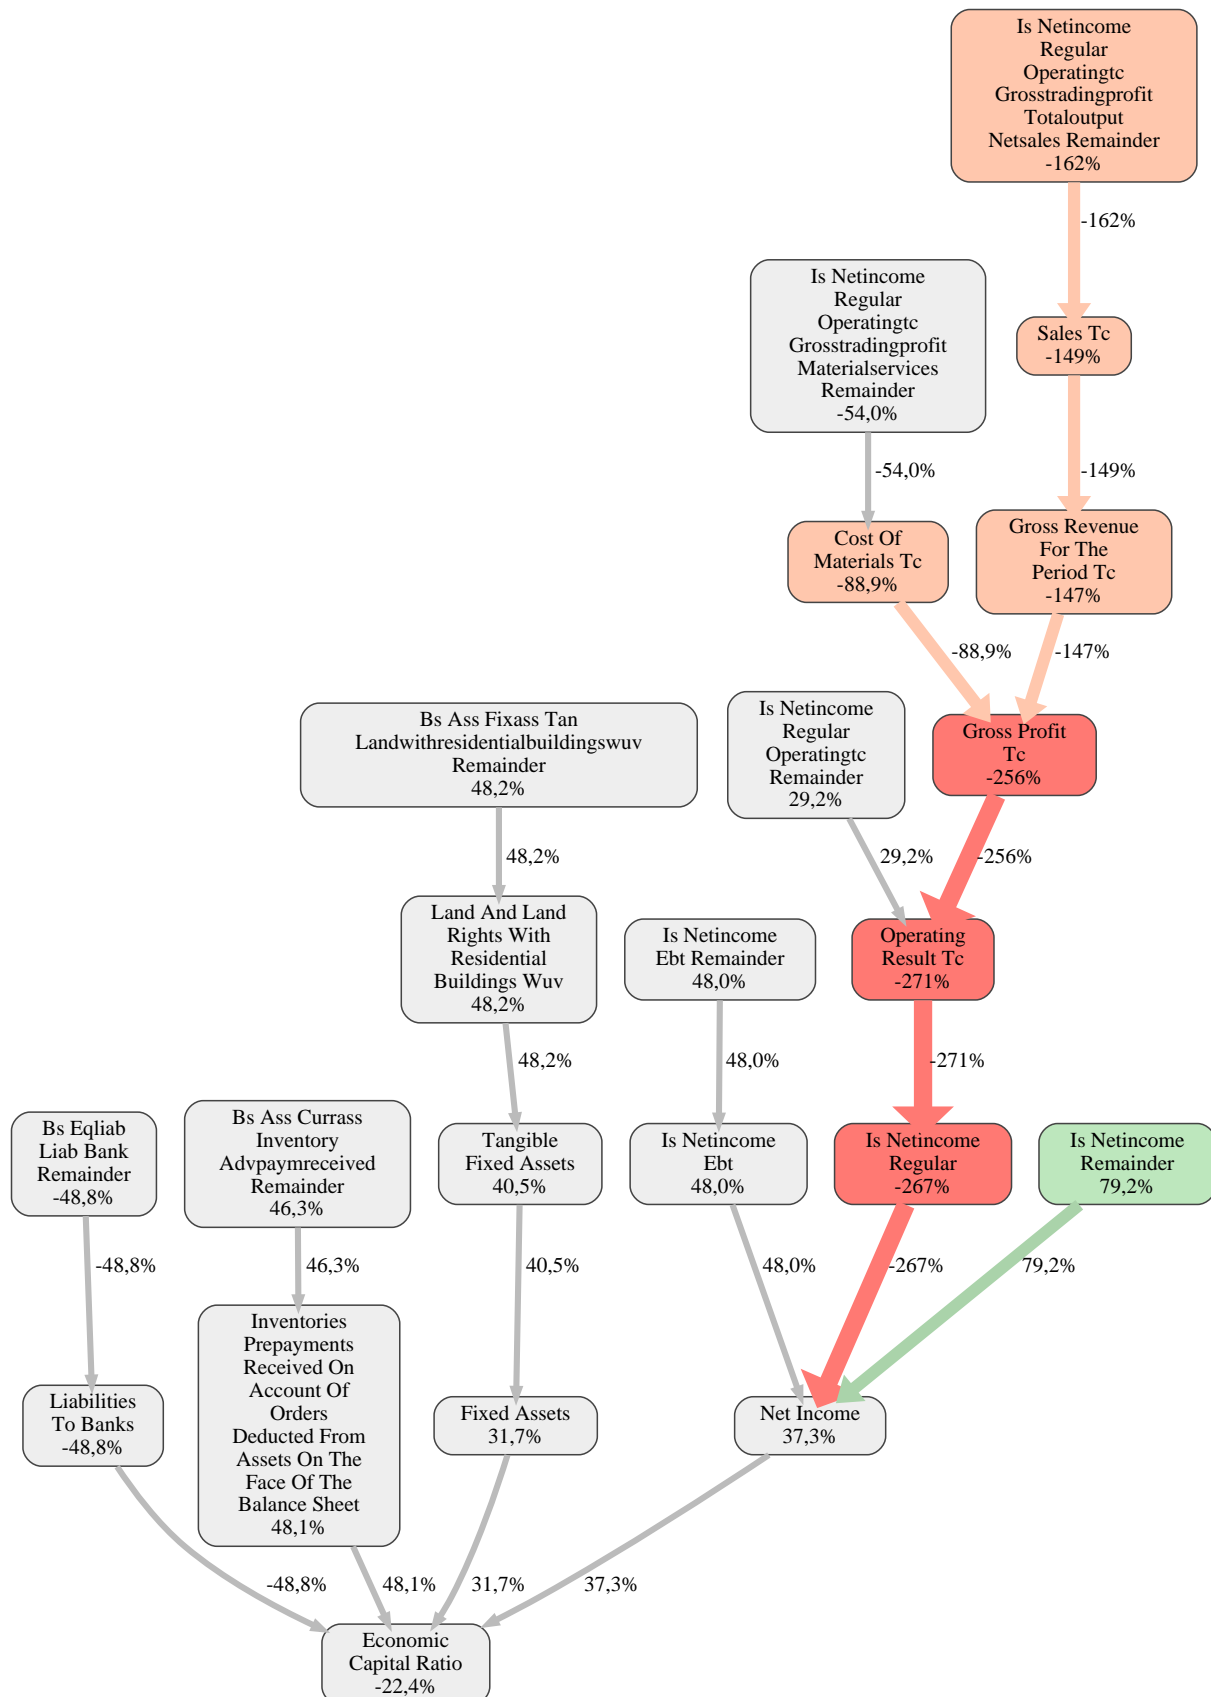 Is Netincome
Regular
Operatingtc
Grosstradingprofit
Totaloutput
Netsales Remainder
-162%
-162%
Is Netincome
Regular
Operatingtc
Grosstradingprofit
Materialservices
Remainder
-54,0%
Sales Tc
-149%
-54,0%
-149%
Cost Of
Materials Tc
-88,9%
Gross Revenue
For The
Period Tc
-147%
-88,9%
-147%
Bs Ass Fixass Tan
Landwithresidentialbuildingswuv
Remainder
48,2%
Is Netincome
Regular
Operatingtc
Remainder
29,2%
Gross Profit
Tc
-256%
48,2%
29,2%
-256%
Land And Land
Rights With
Residential
Buildings Wuv
48,2%
Is Netincome
Ebt Remainder
48,0%
Operating
Result Tc
-271%
48,2%
48,0%
-271%
Bs Eqliab
Liab Bank
Remainder
-48,8%
Bs Ass Currass
Inventory
Advpaymreceived
Remainder
46,3%
Tangible
Fixed Assets
40,5%
Is Netincome
Ebt
48,0%
Is Netincome
Regular
-267%
Is Netincome
Remainder
79,2%
-48,8%
46,3%
40,5%
48,0%
-267%
79,2%
Liabilities
To Banks
-48,8%
Inventories
Prepayments
Received On
Account Of
Orders
Deducted From
Assets On The
Face Of The
Balance Sheet
48,1%
Fixed Assets
31,7%
Net Income
37,3%
-48,8%
48,1%
31,7%
37,3%
Economic
Capital Ratio
-22,4%